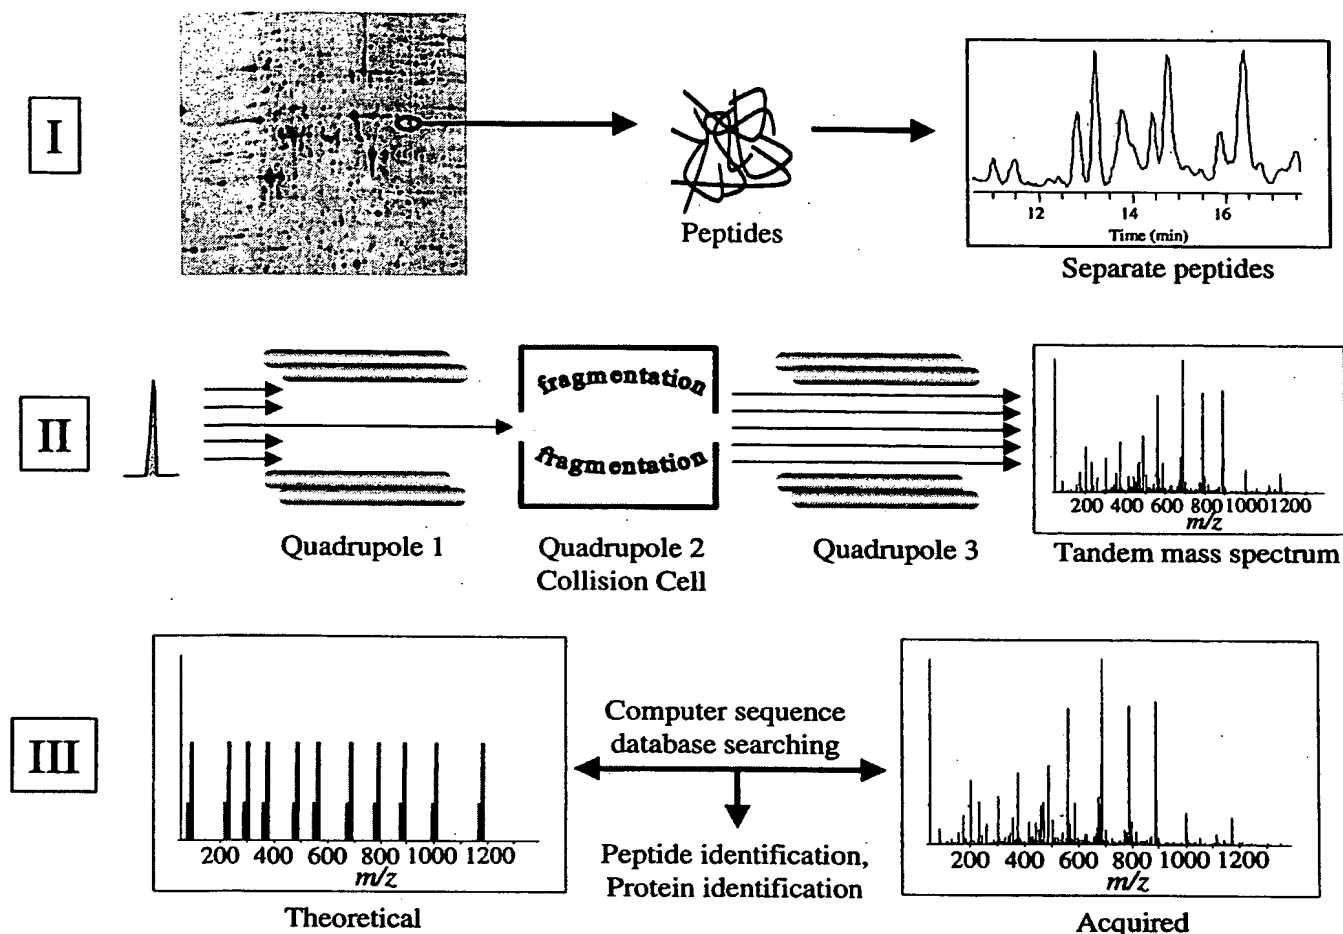 I
Peptides
12 14 16
Time (min)
Separate peptides
II
fragmentation
fragmentation
200 400 600 800 1000 1200
m/z
Quadrupole 1
Quadrupole 2
Collision Cell
Quadrupole 3
Tandem mass spectrum
III
200 400 600 800 1000 1200
m/z
Theoretical
Computer sequence
database searching
Peptide identification,
Protein identification
200 400 600 800 1000 1200
m/z
Acquired